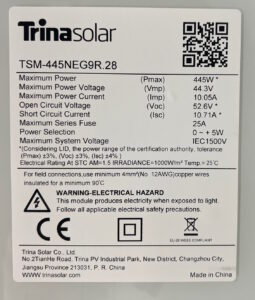 Trinasolar
TSM-445NEG9R.28
Maximum Power (Pmax) 445W *
Maximum Power Voltage (Vmp) 44.3V
Maximum Power Current (Imp) 10.05A
Open Circuit Voltage (Voc) 52.6V *
Short Circuit Current (Isc) 10.71A *
Maximum Series Fuse 25A
Power Selection 0 ~ +5W
Maximum System Voltage IEC1500V
*(Considering LID, the power range of the certification authority. tolerance
(Pmax) ±3%, (Voc) ±3%, (Isc) ±4%)
Electrical Rating At STC AM=1.5 IRRADIANCE=1000W/m² Temp.= 25°C
For field connections,use minimum 4mm²(No 12AWG)copper wires
insulated for a minimum 90°C
WARNING-ELECTRICAL HAZARD
This module produces electricity when exposed to light.
Follow all applicable electrical safety precautions.
CE
EU-28 WEEE COMPLIANT
Trina Solar Co., Ltd.
No 2TianHe Road, Trina PV Industrial Park, New District, Changzhou City,
Jiangsu Province 213031, P. R. China
www.trinasolar.com Made in China